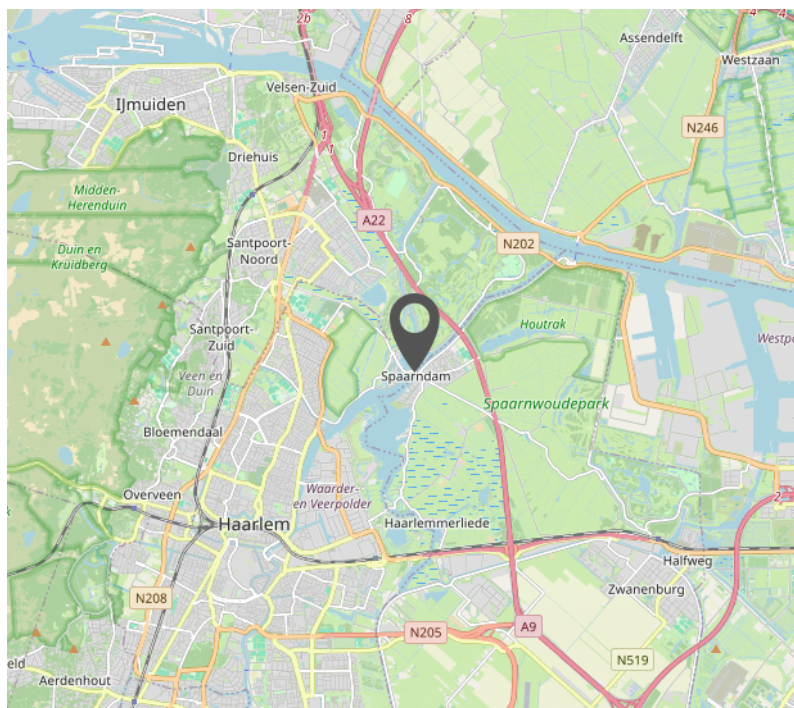 2b
8
4
4
Assendelft
Westzaan
Velsen-Zuid
IJmuiden
N246
1
1
Driehuis
Midden-
Herenduin
A22
Duin en
Kruidberg
Santpoort-
Noord
N202
Houtrak
Santpoort-
Zuid
Westpo
Spaarndam
Veen en
Duin
Spaarnwoudepark
Bloemendaal
Overveen
Waarder-
en Veerpolder
2
Haarlem
Haarlemmerliede
Halfweg
Zwanenburg
N208
A9
N205
N519
eld
Aerdenhout